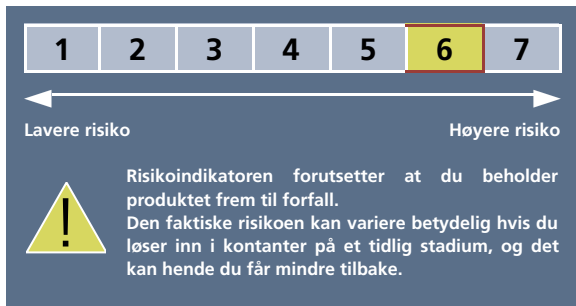 1 2 3 4 5 6 7
Lavere risiko Høyere risiko
Risikoindikatoren forutsetter at du beholder
produktet frem til forfall.
Den faktiske risikoen kan variere betydelig hvis du
løser inn i kontanter på et tidlig stadium, og det
kan hende du får mindre tilbake.